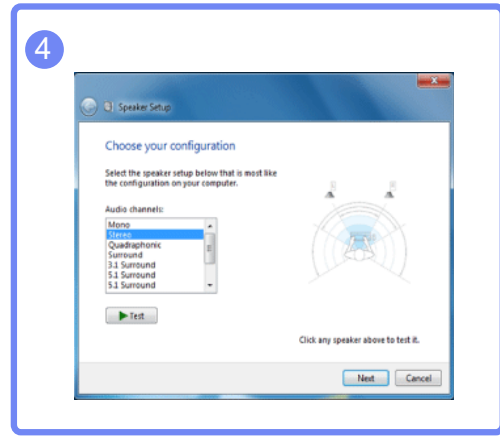 4
Speaker Setup
Choose your configuration
Select the speaker setup below that is most like
the configuration on your computer.
Audio channels:
Mono
Stereo
Quadraphonic
Surround
3.1 Surround
5.1 Surround
5.1 Surround
Test
Click any speaker above to test it.
Next
Cancel